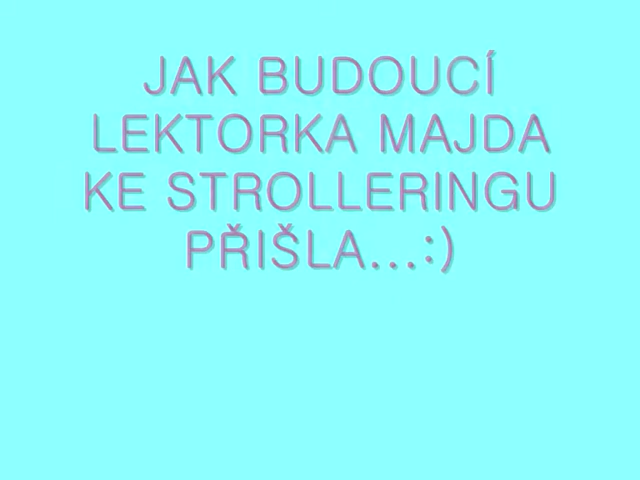 JAK BUDOUCÍ
LEKTORKA MAJDA
KE STROLLERINGU
PŘIŠLA...:)